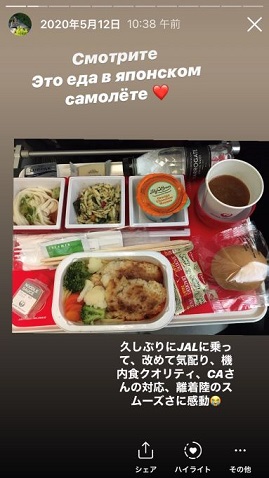 2020年5月12日 10:38 午前
Смотрите
Это еда в японском
самолёте ❤️
久しぶりにJALに乗っ
て、改めて気配り、機
内食クオリティ、CAさ
んの対応、離着陸のス
ムーズさに感動😭
シェア ハイライト その他